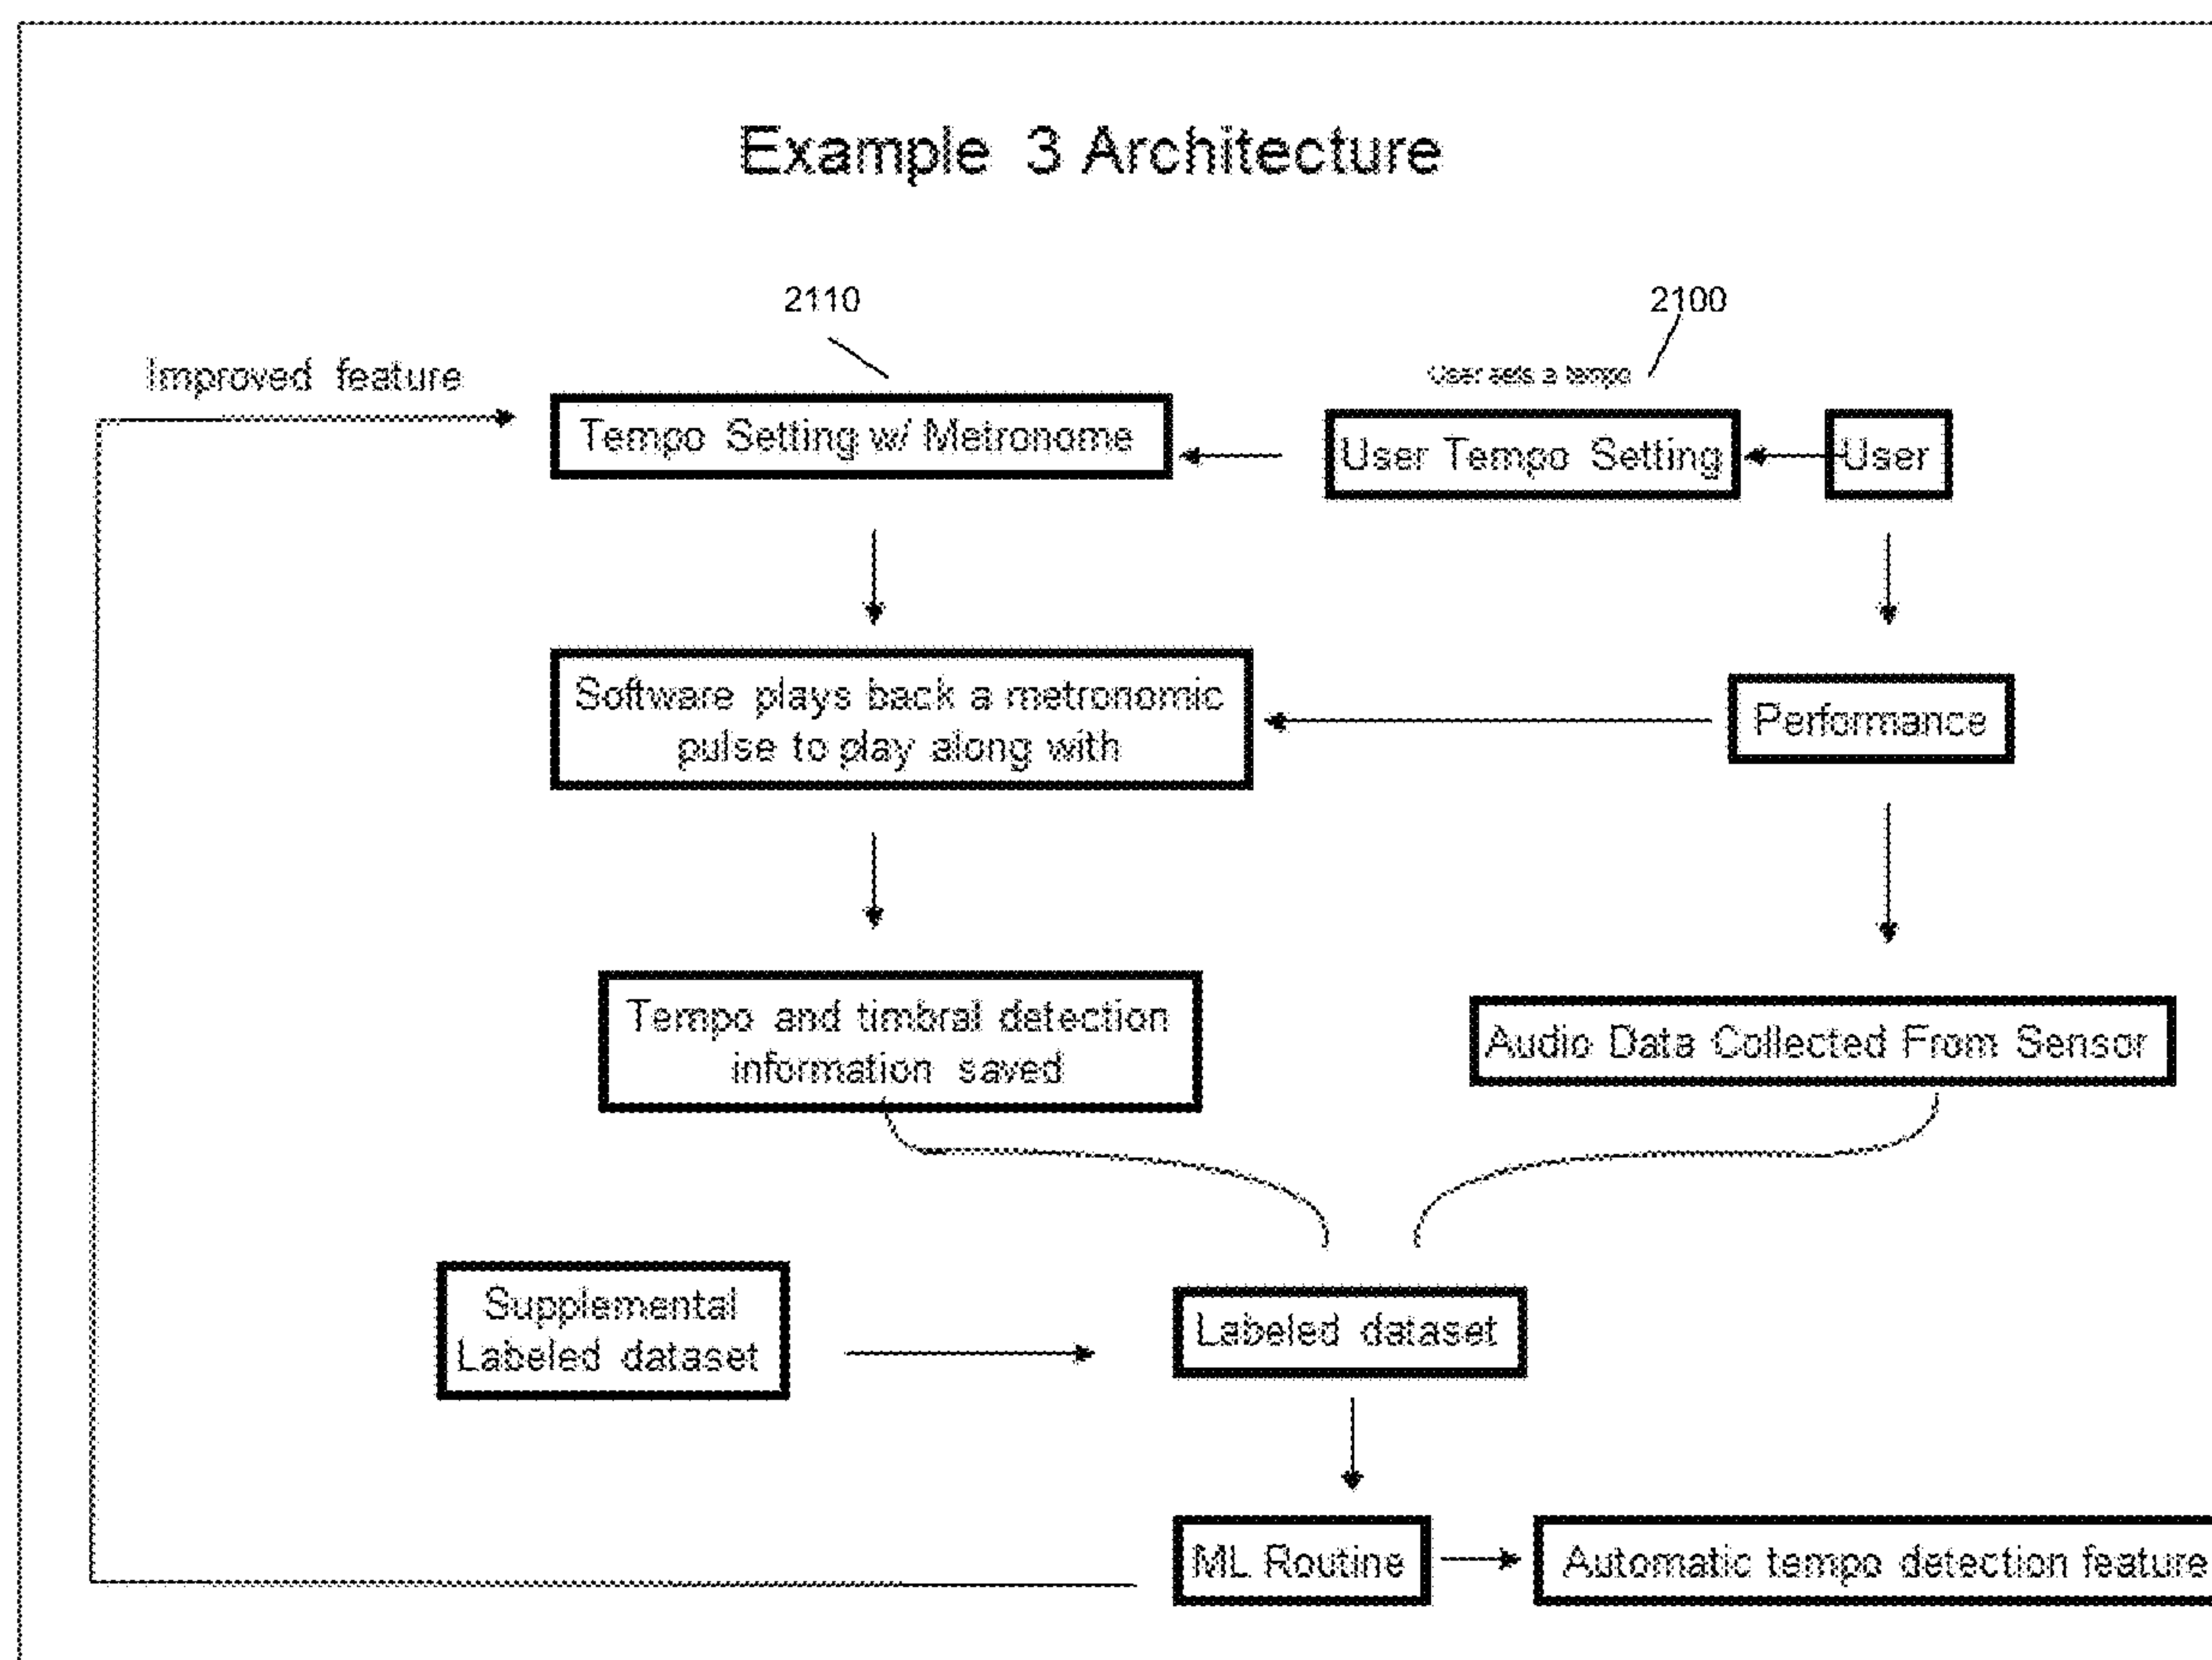 Example 3 Architecture
2110
2100
Improved feature
User sets a tempo
Tempo Setting w/ Metronome
User Tempo Setting
User
Software plays back a metronomic
pulse to play along with
Performance
Tempo and timbral detection
information saved
Audio Data Collected From Sensor
Supplemental
Labeled dataset
Labeled dataset
ML Routine
Automatic tempo detection feature